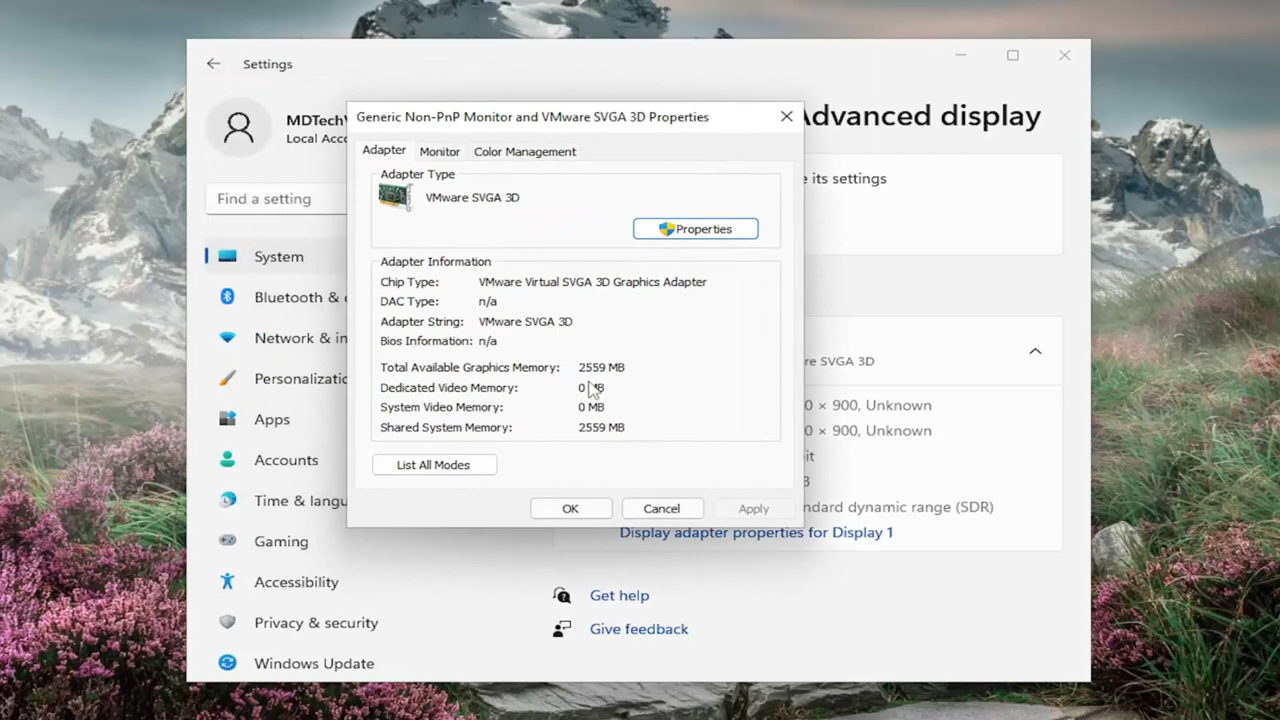 Settings
MDTech
Local Acc
Find a setting
System
Bluetooth &
Network & in
Personalizatio
Apps
Accounts
Time & langu
Gaming
Accessibility
Privacy & security
Windows Update
Generic Non-PnP Monitor and VMware SVGA 3D Properties
Adapter Monitor Color Management
Adapter Type
VMware SVGA 3D
Properties
Adapter Information
Chip Type: VMware Virtual SVGA 3D Graphics Adapter
DAC Type: n/a
Adapter String: VMware SVGA 3D
Bios Information: n/a
Total Available Graphics Memory: 2559 MB
Dedicated Video Memory: 0 MB
System Video Memory: 0 MB
Shared System Memory: 2559 MB
List All Modes
OK Cancel Apply
Advanced display
e its settings
re SVGA 3D
0 × 900, Unknown
0 × 900, Unknown
it
ndard dynamic range (SDR)
Display adapter properties for Display 1
Get help
Give feedback